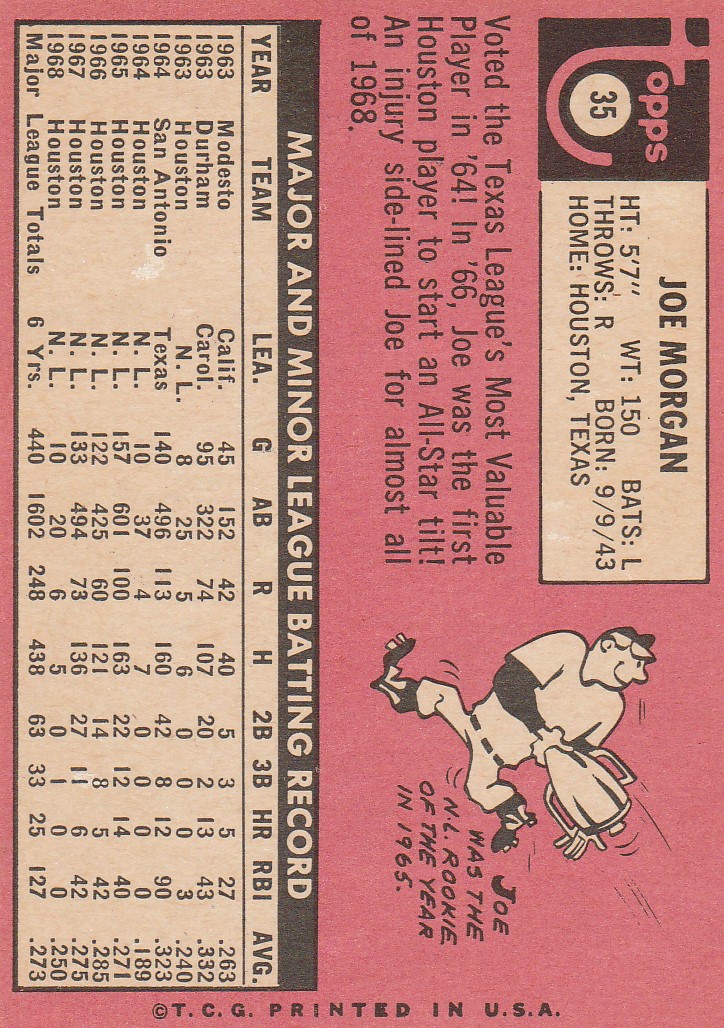 Topps
35
JOE MORGAN
HT: 5'7" WT: 150 BATS: L
THROWS: R BORN: 9/9/43
HOME: HOUSTON, TEXAS
Voted the Texas League's Most Valuable
Player in '64! In '66, Joe was the first
Houston player to start an All-Star tilt!
An injury side-lined Joe for almost all
of 1968.
JOE
WAS THE
N.L. ROOKIE
OF THE YEAR
IN 1965.
MAJOR AND MINOR LEAGUE BATTING RECORD
YEAR TEAM LEA. G AB R H 2B 3B HR RBI AVG.
1963 Modesto Calif. 45 152 42 40 5 3 5 27 .263
1963 Durham Carol. 95 322 74 107 20 2 13 43 .332
1963 Houston N.L. 8 25 5 6 0 0 0 3 .240
1964 San Antonio Texas 140 496 113 160 42 8 12 90 .323
1964 Houston N.L. 10 37 4 7 0 0 0 0 .189
1965 Houston N.L. 157 601 100 163 22 12 14 40 .271
1966 Houston N.L. 122 425 60 121 14 8 5 42 .285
1967 Houston N.L. 133 494 73 136 27 11 6 42 .275
1968 Houston N.L. 10 20 6 5 0 1 0 0 .250
Major League Totals 6 Yrs. 440 1602 248 438 63 33 25 127 .273
©T.C.G. PRINTED IN U.S.A.